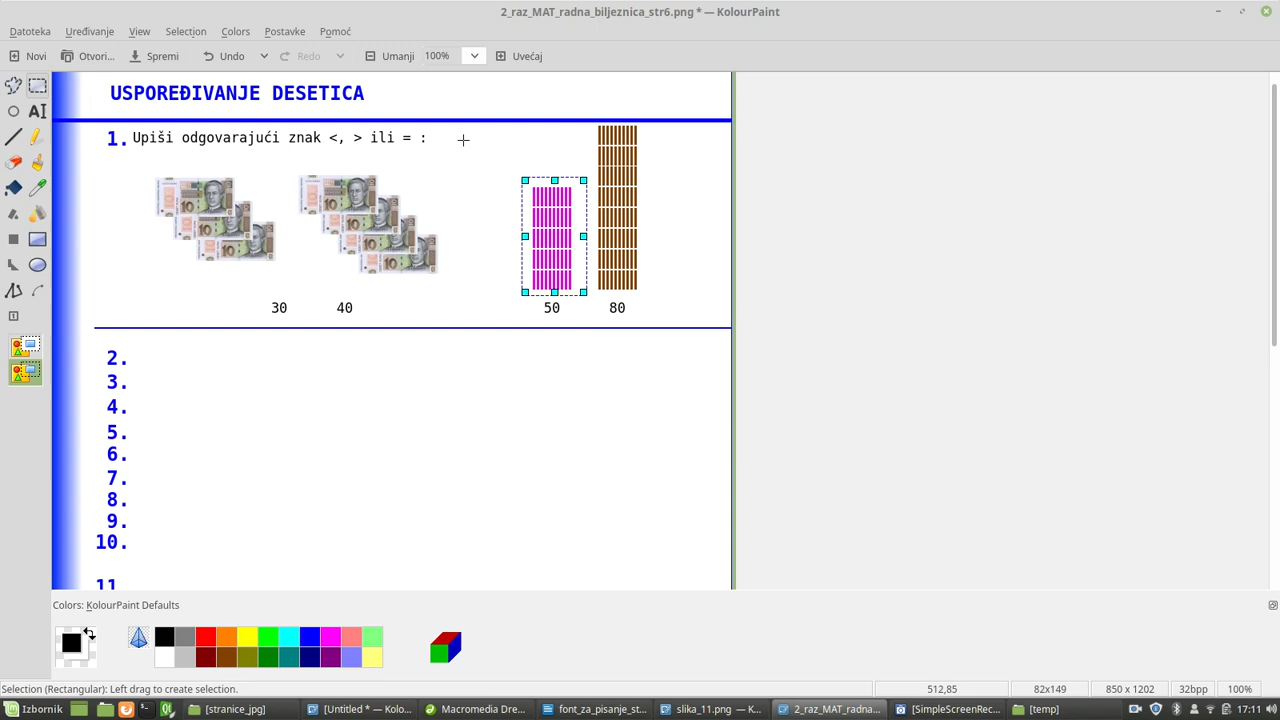 2_raz_MAT_radna_biljeznica_str6.png * — KolourPaint
Datoteka Uređivanje View Selection Colors Postavke Pomoć
Novi Otvori... Spremi Undo Redo Umanji 100% Uvećaj
USPOREĐIVANJE DESETICA
1. Upiši odgovarajući znak <, > ili = :
30 40 50 80
2.
3.
4.
5.
6.
7.
8.
9.
10.
11
Colors: KolourPaint Defaults
Selection (Rectangular): Left drag to create selection. 512,85 82x149 850 x 1202 32bpp 100%
Izbornik [stranice_jpg] [Untitled * — Kolo... Macromedia Dre... font_za_pisanje_st... slika_11.png — K... 2_raz_MAT_radna... [SimpleScreenRec... [temp] 17:11